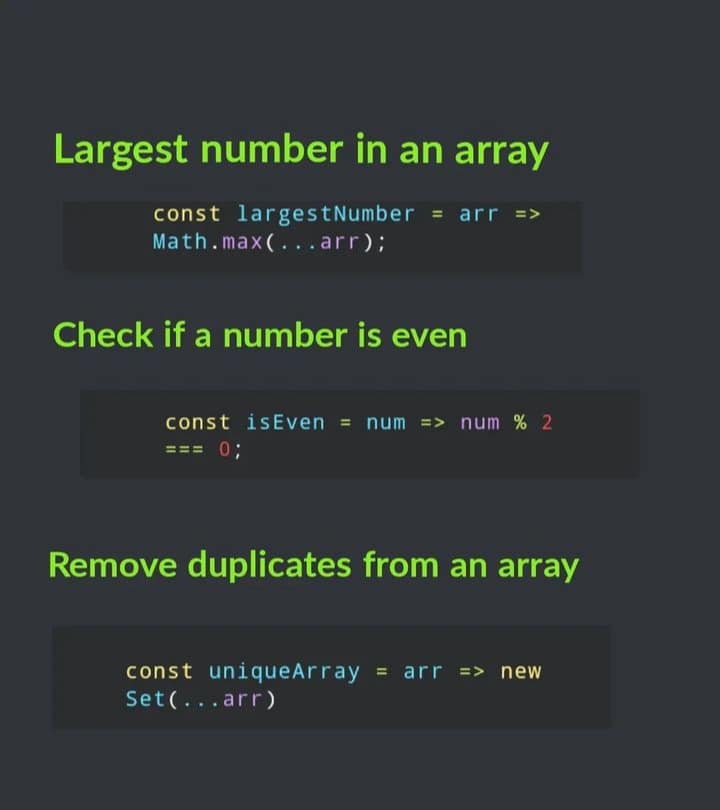 Largest number in an array
const largestNumber = arr =>
Math.max(...arr);
Check if a number is even
const isEven = num => num % 2
=== 0;
Remove duplicates from an array
const uniqueArray = arr => new
Set(...arr)